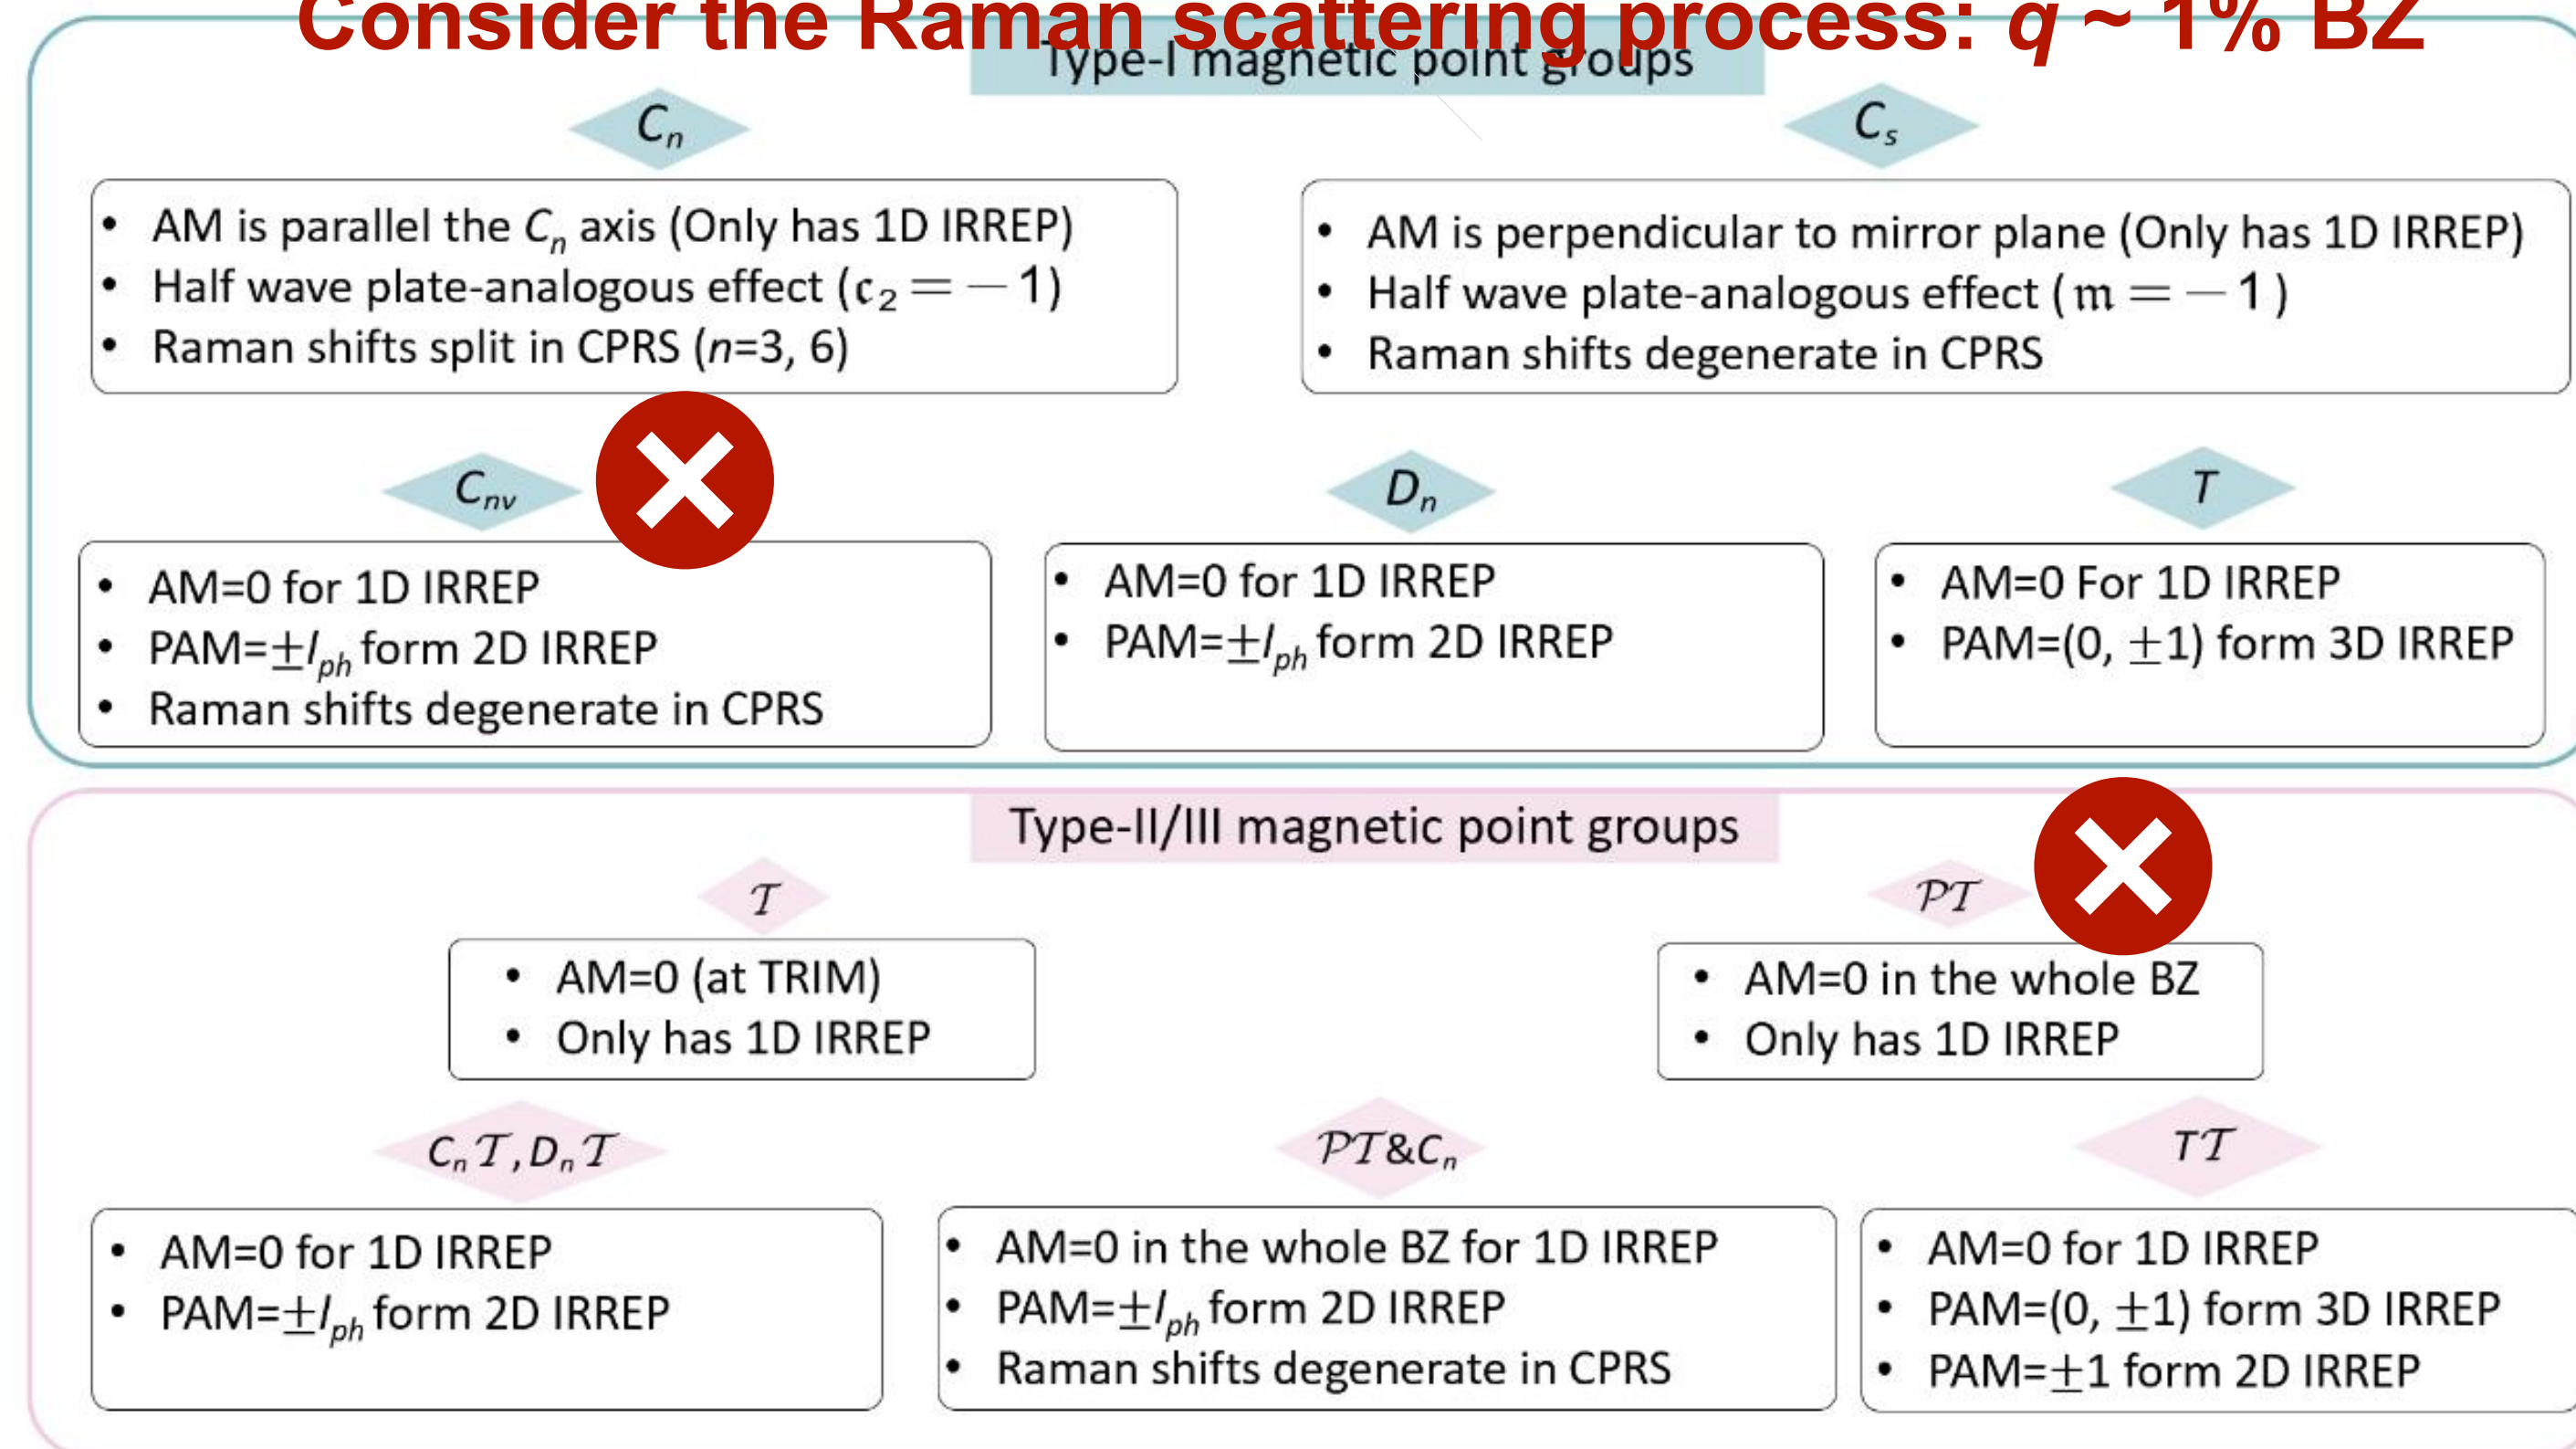 Consider the Raman scattering process: q ~ 1% BZ
Type-I magnetic point groups
Cₙ
• AM is parallel the Cₙ axis (Only has 1D IRREP)
• Half wave plate-analogous effect (c₂ = − 1)
• Raman shifts split in CPRS (n=3, 6)
Cₛ
• AM is perpendicular to mirror plane (Only has 1D IRREP)
• Half wave plate-analogous effect ( m = − 1 )
• Raman shifts degenerate in CPRS
Cₙᵥ
• AM=0 for 1D IRREP
• PAM=±lₚₕ form 2D IRREP
• Raman shifts degenerate in CPRS
Dₙ
• AM=0 for 1D IRREP
• PAM=±lₚₕ form 2D IRREP
T
• AM=0 For 1D IRREP
• PAM=(0, ±1) form 3D IRREP
Type-II/III magnetic point groups
𝒯
• AM=0 (at TRIM)
• Only has 1D IRREP
𝒫𝒯
• AM=0 in the whole BZ
• Only has 1D IRREP
Cₙ𝒯, Dₙ𝒯
• AM=0 for 1D IRREP
• PAM=±lₚₕ form 2D IRREP
𝒫𝒯&Cₙ
• AM=0 in the whole BZ for 1D IRREP
• PAM=±lₚₕ form 2D IRREP
• Raman shifts degenerate in CPRS
T𝒯
• AM=0 for 1D IRREP
• PAM=(0, ±1) form 3D IRREP
• PAM=±1 form 2D IRREP